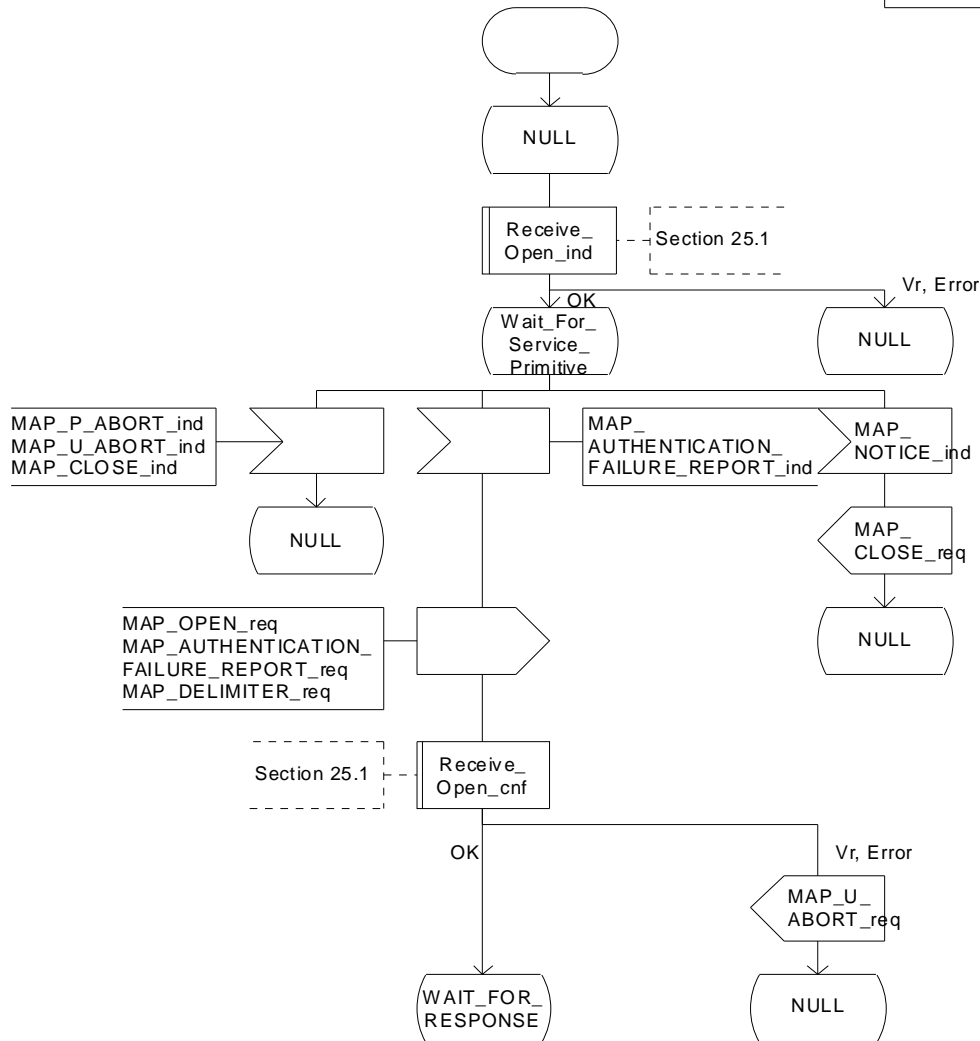 NULL
Receive_
Open_ind
Section 25.1
Vr, Error
OK
Wait_For_
Service_
Primitive
NULL
MAP_P_ABORT_ind
MAP_U_ABORT_ind
MAP_CLOSE_ind
MAP_
AUTHENTICATION_
FAILURE_REPORT_ind
MAP_
NOTICE_ind
NULL
MAP_
CLOSE_req
MAP_OPEN_req
MAP_AUTHENTICATION_
FAILURE_REPORT_req
MAP_DELIMITER_req
NULL
Section 25.1
Receive_
Open_cnf
OK
Vr, Error
MAP_U_
ABORT_req
WAIT_FOR_
RESPONSE
NULL